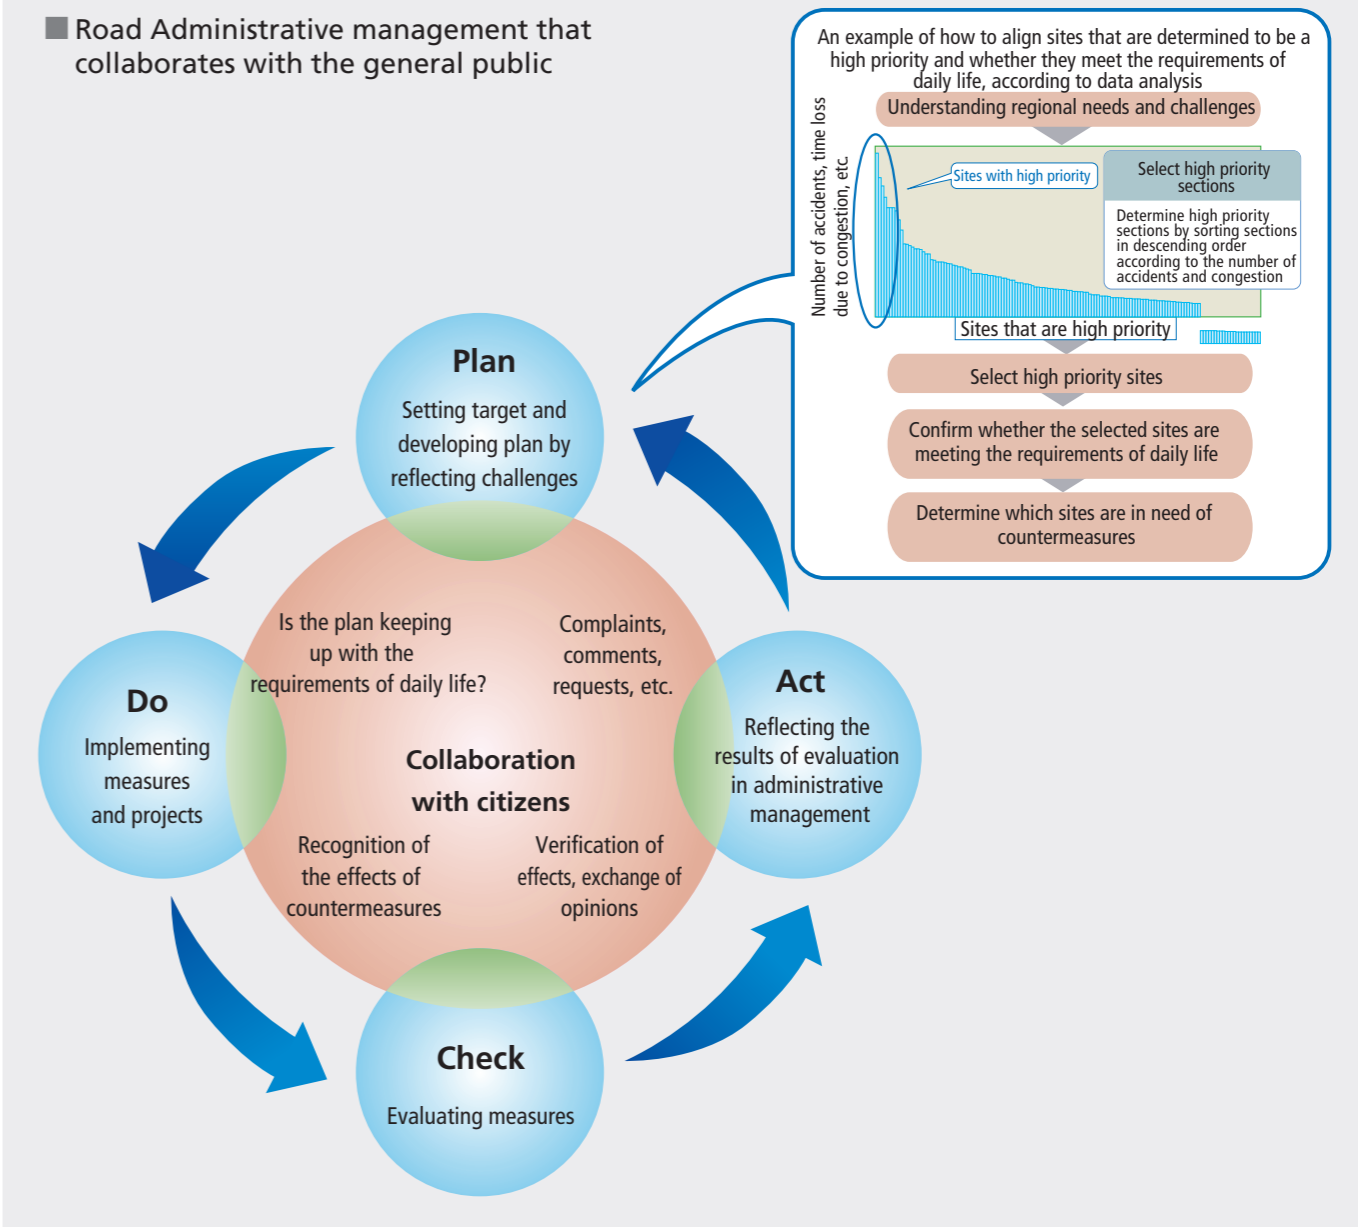 Road Administrative management that
collaborates with the general public
An example of how to align sites that are determined to be a
high priority and whether they meet the requirements of
daily life, according to data analysis
Understanding regional needs and challenges
Number of accidents, time loss
due to congestion, etc.
Sites with high priority
Select high priority
sections
Determine high priority
sections by sorting sections
in descending order
according to the number of
accidents and congestion
Sites that are high priority
Select high priority sites
Confirm whether the selected sites are
meeting the requirements of daily life
Determine which sites are in need of
countermeasures
Plan
Setting target and
developing plan by
reflecting challenges
Is the plan keeping
up with the
requirements of daily life?
Complaints,
comments,
requests, etc.
Do
Implementing
measures
and projects
Collaboration
with citizens
Act
Reflecting the
results of evaluation
in administrative
management
Recognition of
the effects of
countermeasures
Verification of
effects, exchange of
opinions
Check
Evaluating measures